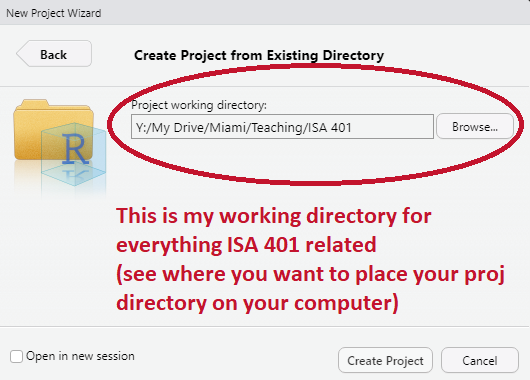 New Project Wizard
Back
Create Project from Existing Directory
Project working directory:
Y:/My Drive/Miami/Teaching/ISA 401
Browse...
R
This is my working directory for
everything ISA 401 related
(see where you want to place your proj
directory on your computer)
Open in new session
Create Project
Cancel